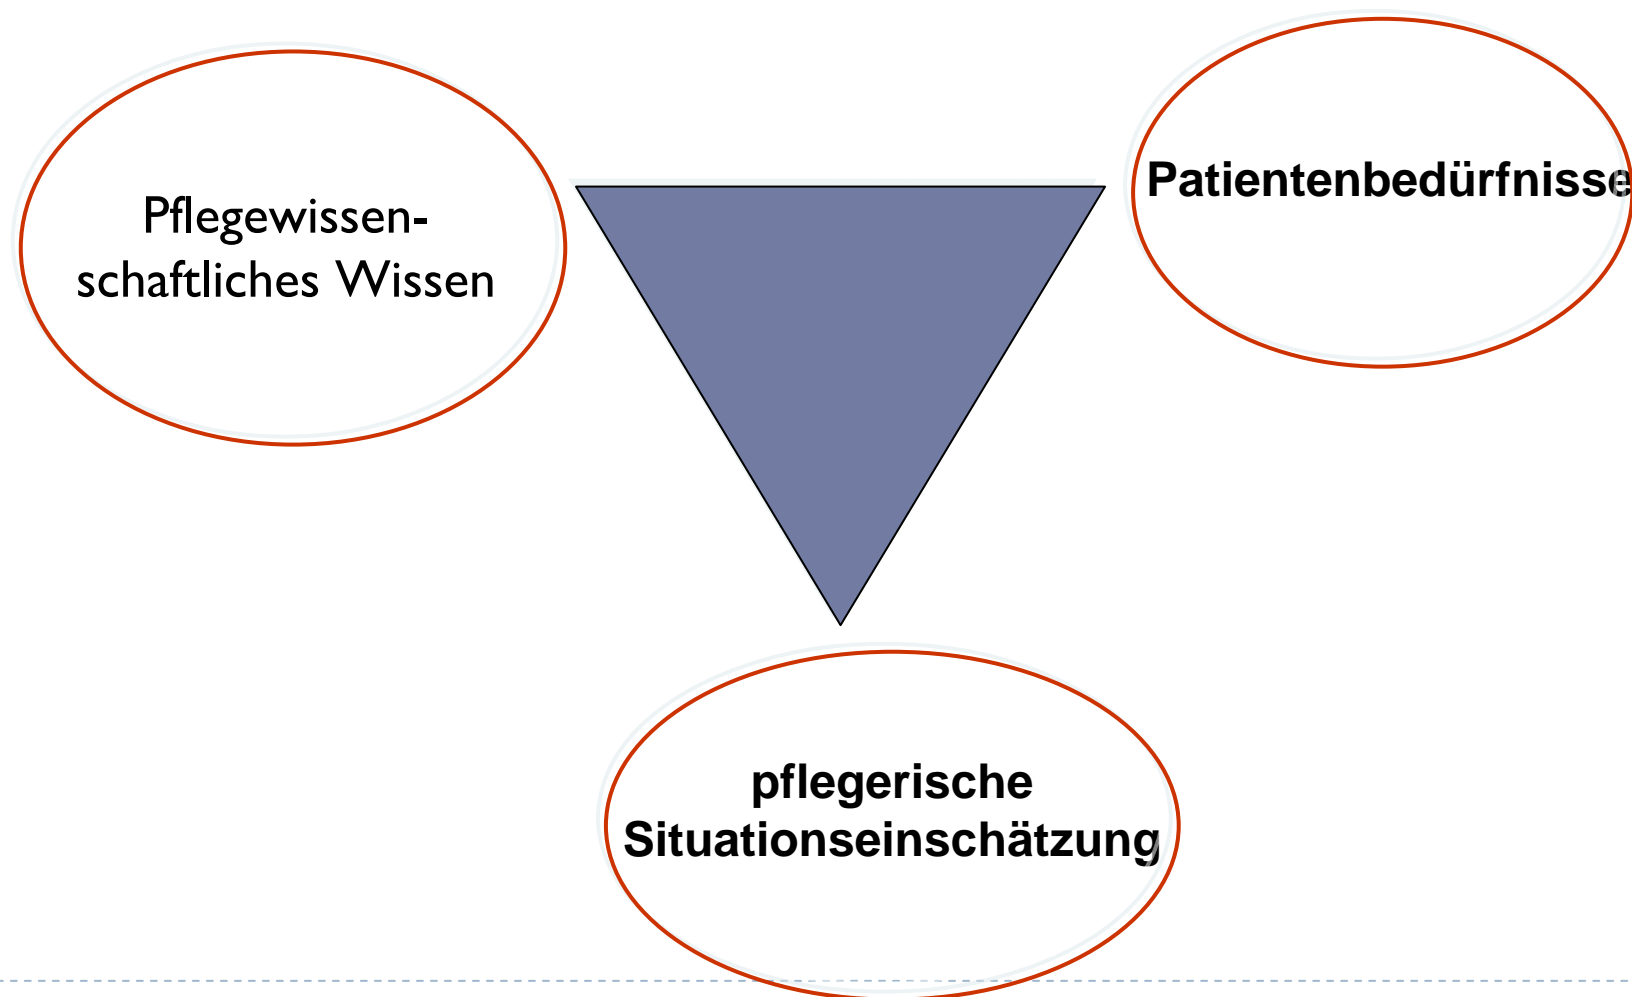 Pflegewissen-
schaftliches Wissen
Patientenbedürfnisse
pflegerische
Situationseinschätzung